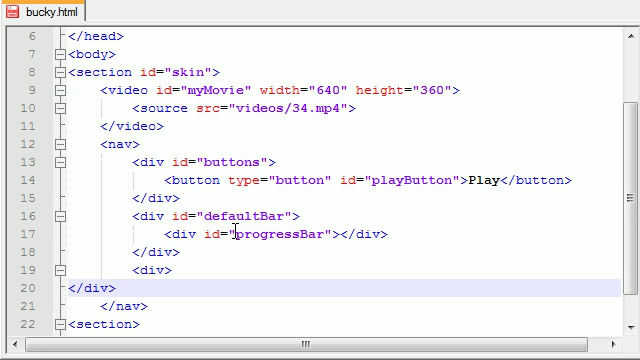 bucky.html
6 </head>
7 <body>
8 <section id="skin">
9 <video id="myMovie" width="640" height="360">
10 <source src="videos/34.mp4">
11 </video>
12 <nav>
13 <div id="buttons">
14 <button type="button" id="playButton">Play</button>
15 </div>
16 <div id="defaultBar">
17 <div id="progressBar"></div>
18 </div>
19 <div>
20 </div>
21 </nav>
22 <section>